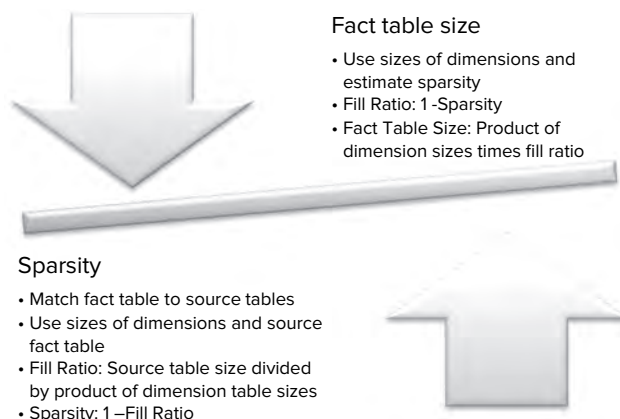 Fact table size
• Use sizes of dimensions and
estimate sparsity
• Fill Ratio: 1 -Sparsity
• Fact Table Size: Product of
dimension sizes times fill ratio
Sparsity
• Match fact table to source tables
• Use sizes of dimensions and source
fact table
• Fill Ratio: Source table size divided
by product of dimension table sizes
• Sparsity: 1 –Fill Ratio